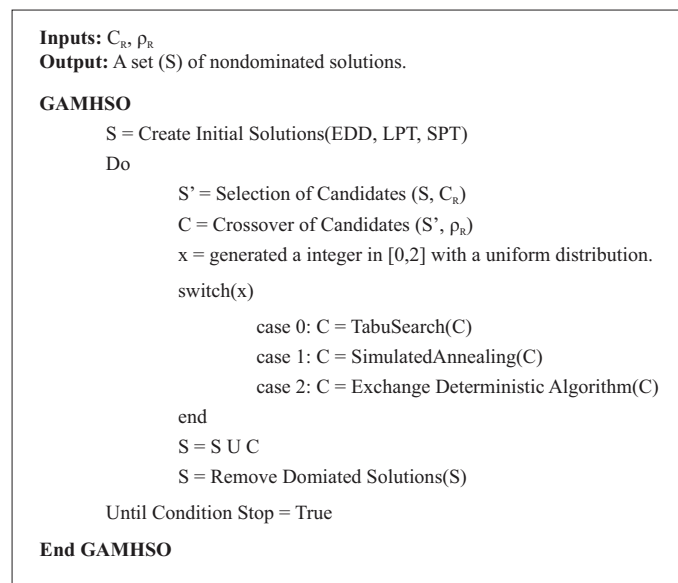 Inputs: C_R, ρ_R
Output: A set (S) of nondominated solutions.
GAMHSO
S = Create Initial Solutions(EDD, LPT, SPT)
Do
S’ = Selection of Candidates (S, C_R)
C = Crossover of Candidates (S’, ρ_R)
x = generated a integer in [0,2] with a uniform distribution.
switch(x)
case 0: C = TabuSearch(C)
case 1: C = SimulatedAnnealing(C)
case 2: C = Exchange Deterministic Algorithm(C)
end
S = S U C
S = Remove Domiated Solutions(S)
Until Condition Stop = True
End GAMHSO